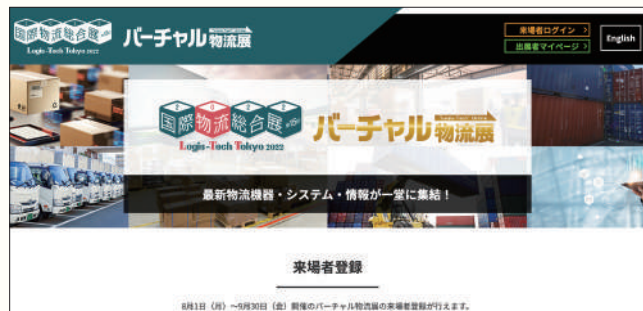 国際物流総合展
Logis-Tech Tokyo 2022
バーチャル物流展
来場者ログイン
出展者マイページ
English
2022
国際物流総合展 第15回
Logis-Tech Tokyo 2022
バーチャル物流展
最新物流機器・システム・情報が一堂に集結！
来場者登録
8月1日（月）～9月30日（金）開催のバーチャル物流展の来場者登録が行えます。